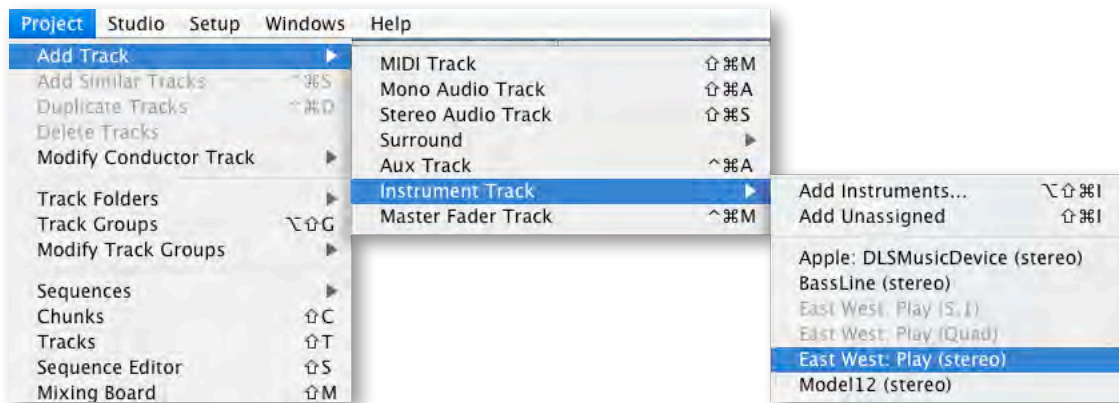 Project Studio Setup Windows Help
Add Track
Add Similar Tracks ⌃⌘S
Duplicate Tracks ⌃⌘D
Delete Tracks
Modify Conductor Track
Track Folders
Track Groups ⌥⇧G
Modify Track Groups
Sequences
Chunks ⇧C
Tracks ⇧T
Sequence Editor ⇧S
Mixing Board ⇧M
MIDI Track ⇧⌘M
Mono Audio Track ⇧⌘A
Stereo Audio Track ⇧⌘S
Surround
Aux Track ^⌘A
Instrument Track
Master Fader Track ^⌘M
Add Instruments... ⌥⇧⌘I
Add Unassigned ⇧⌘I
Apple: DLSMusicDevice (stereo)
BassLine (stereo)
East West: Play (5.1)
East West: Play (Quad)
East West: Play (stereo)
Model12 (stereo)